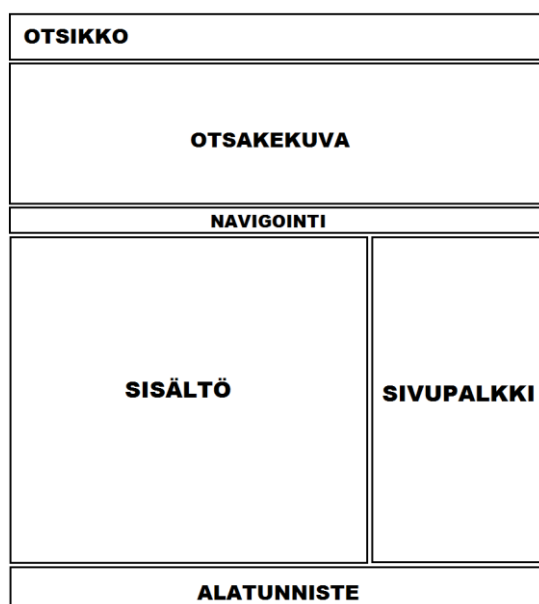 OTSIKKO
OTSAKEKUVA
NAVIGOINTI
SISÄLTÖ
SIVUPALKKI
ALATUNNISTE